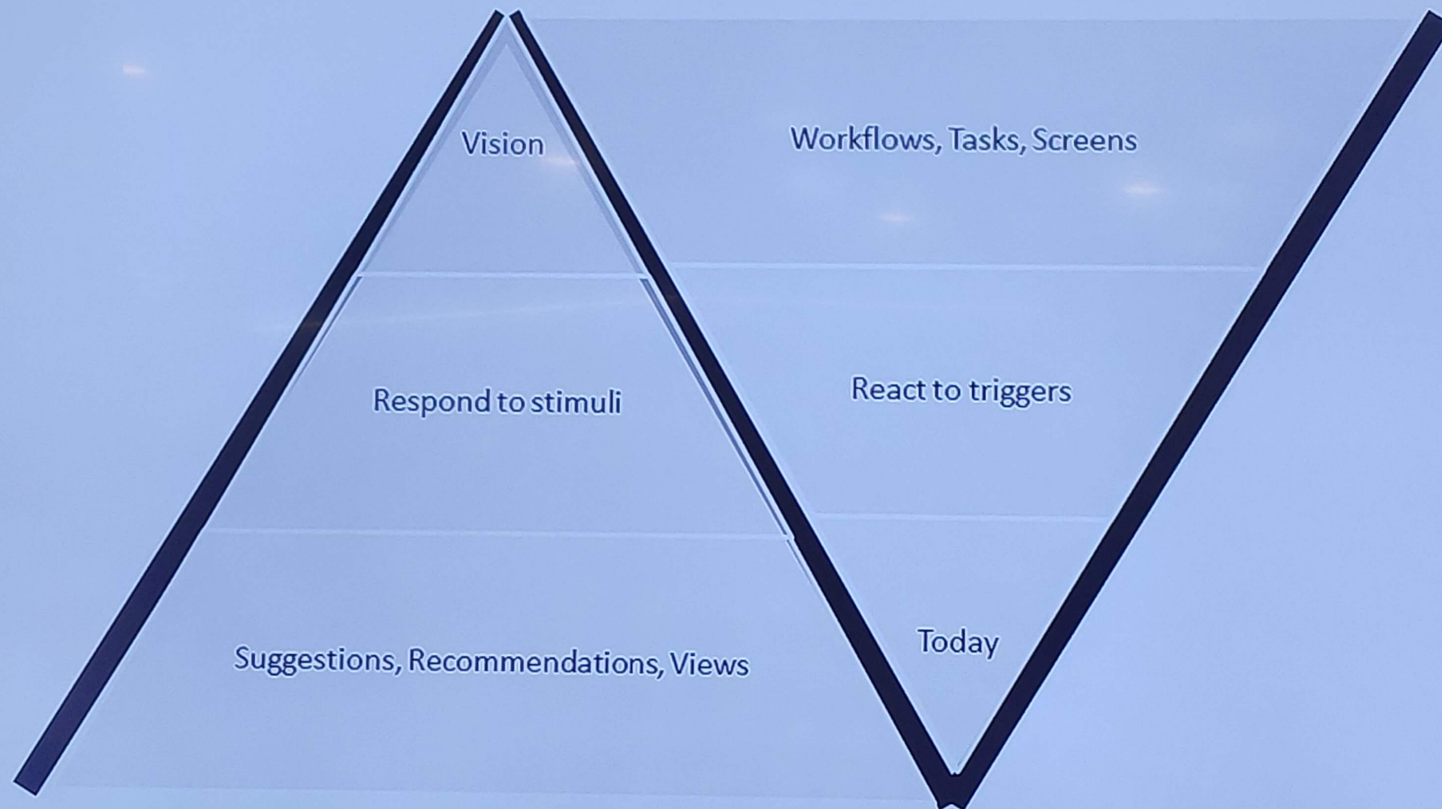 Vision
Workflows, Tasks, Screens
Respond to stimuli
React to triggers
Suggestions, Recommendations, Views
Today